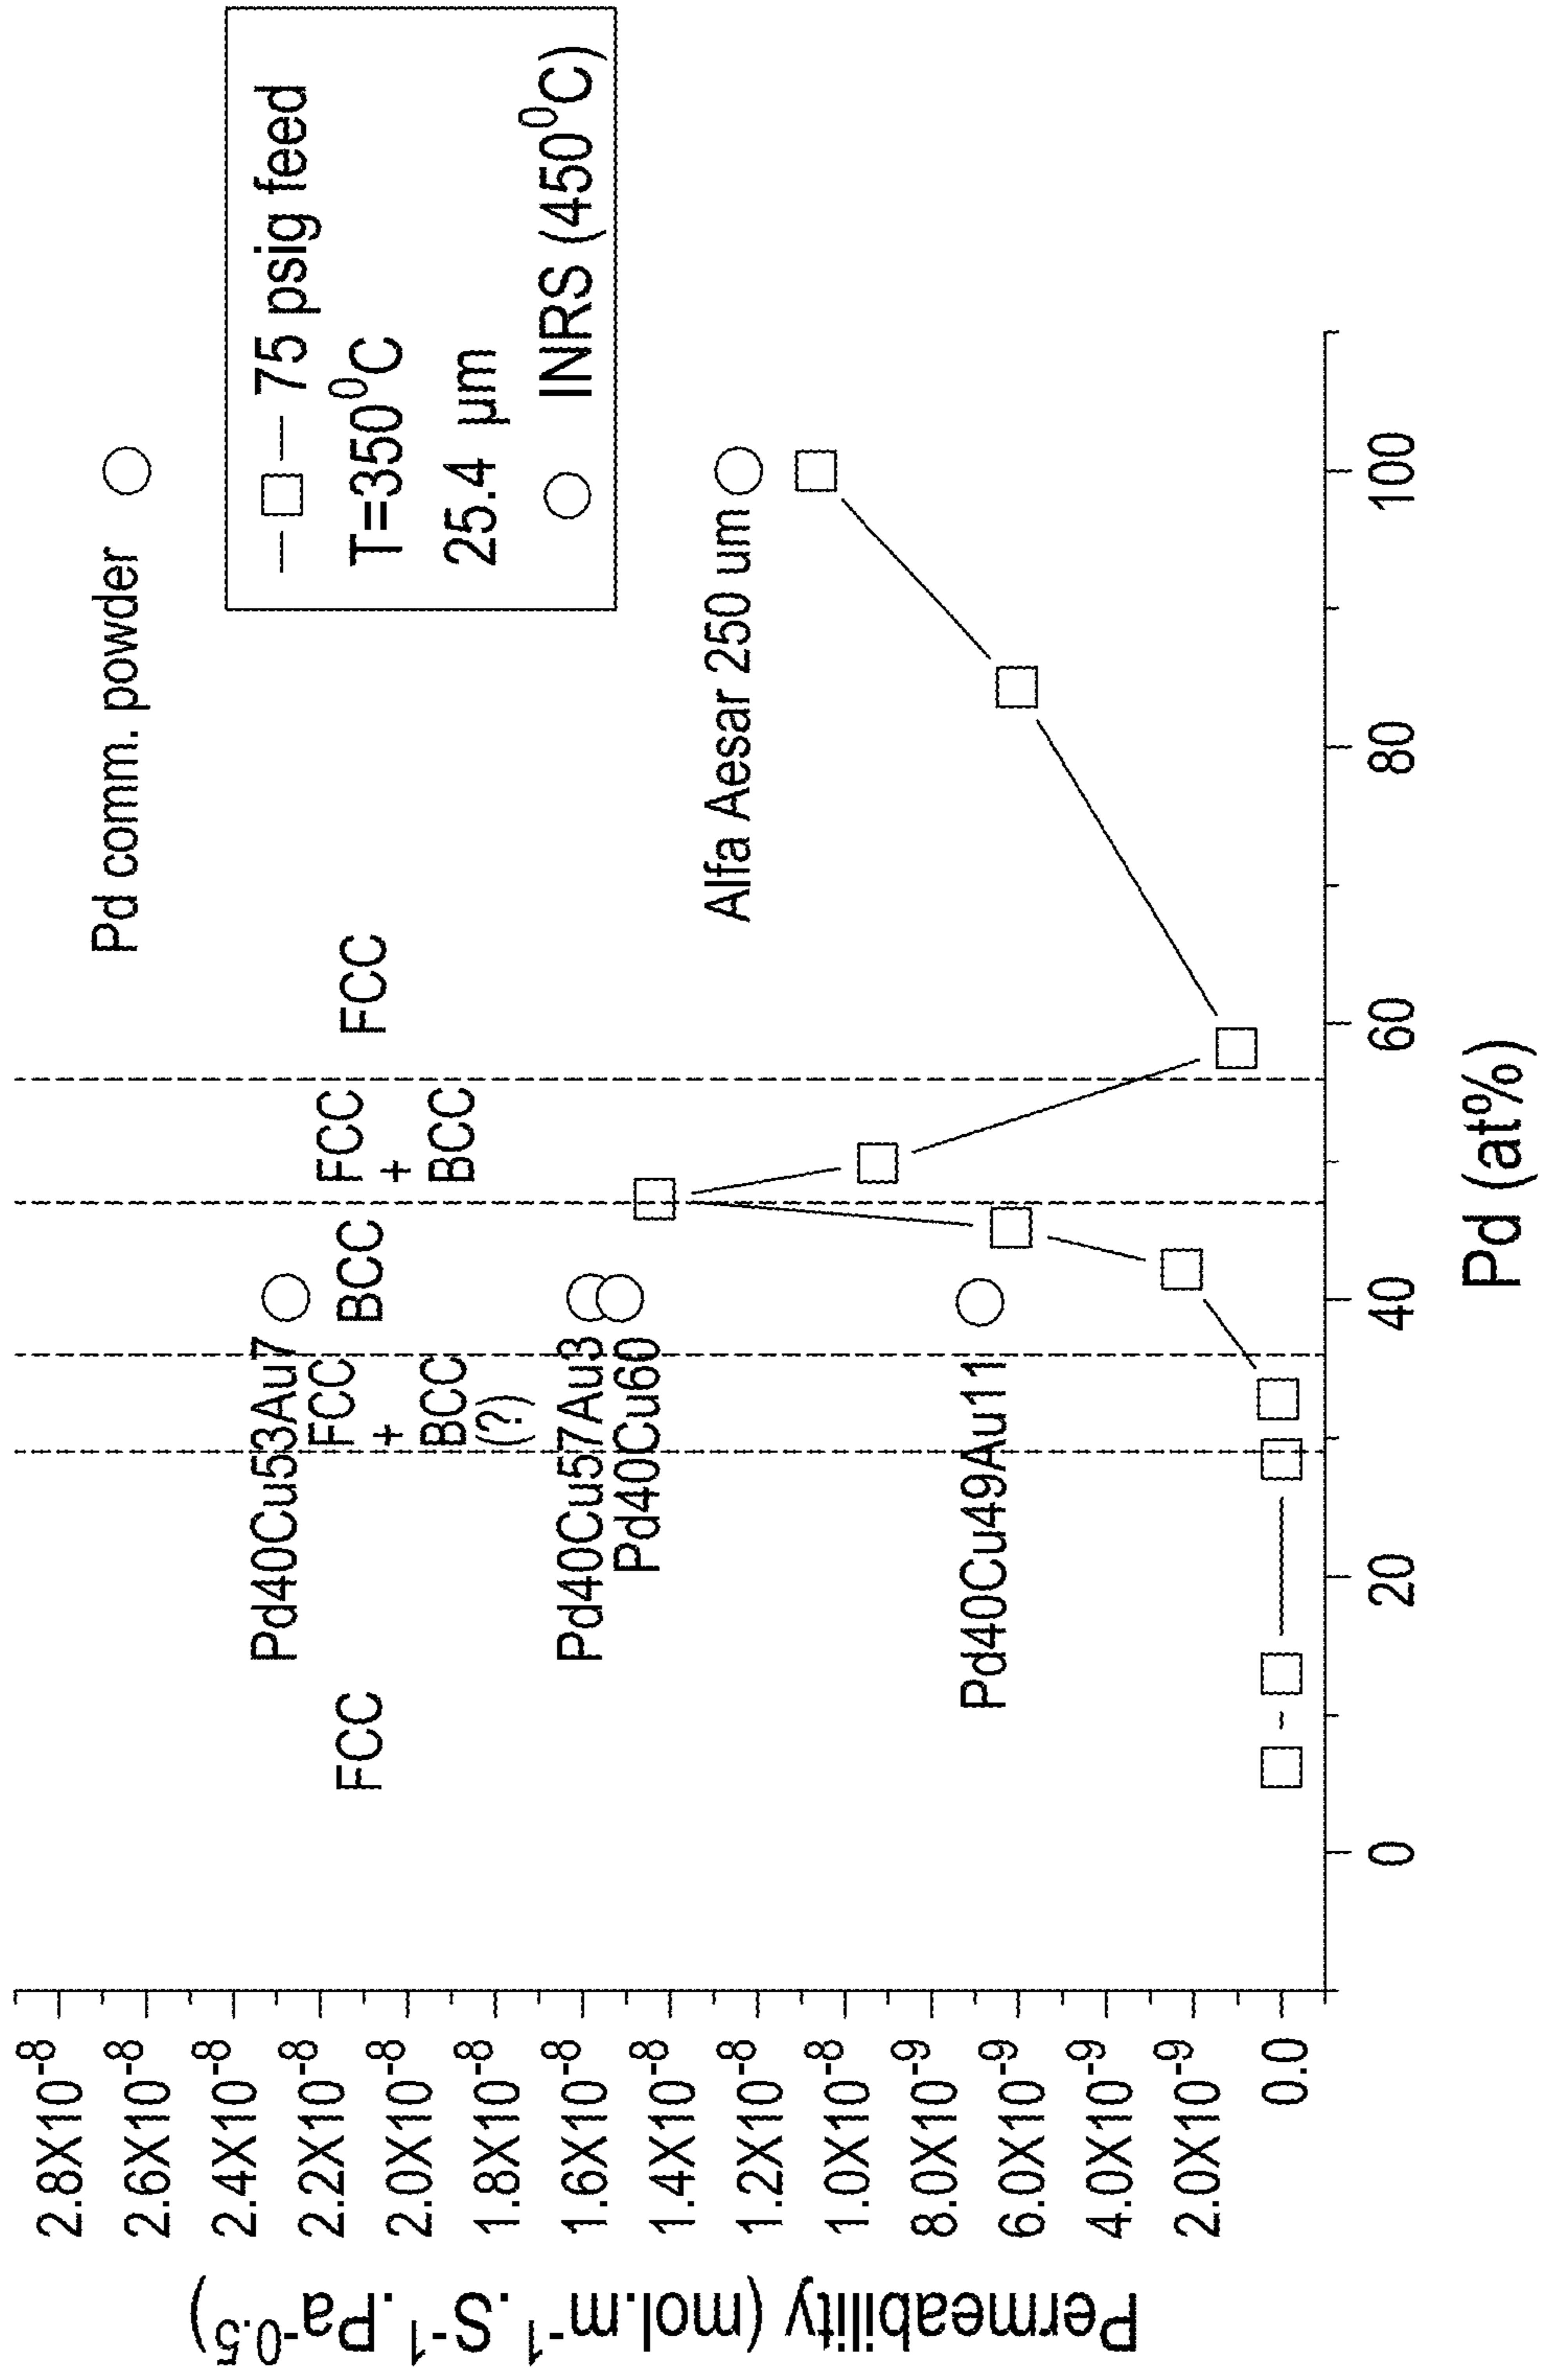 Permeability (mol.m-1.S-1.Pa-0.5)
2.8X10-8
2.6X10-8
2.4X10-8
2.2X10-8
2.0X10-8
1.8X10-8
1.6X10-8
1.4X10-8
1.2X10-8
1.0X10-8
8.0X10-9
6.0X10-9
4.0X10-9
2.0X10-9
0.0
Pd comm. powder
75 psig feed
T=350⁰C
25.4 µm
INRS (450⁰C)
Pd40Cu53Au7
FCC
FCC
+
BCC
(?)
BCC
FCC
+
BCC
FCC
Pd40Cu57Au3
Pd40Cu60
Alfa Aesar 250 um
Pd40Cu49Au11
0
20
40
60
80
100
Pd (at%)